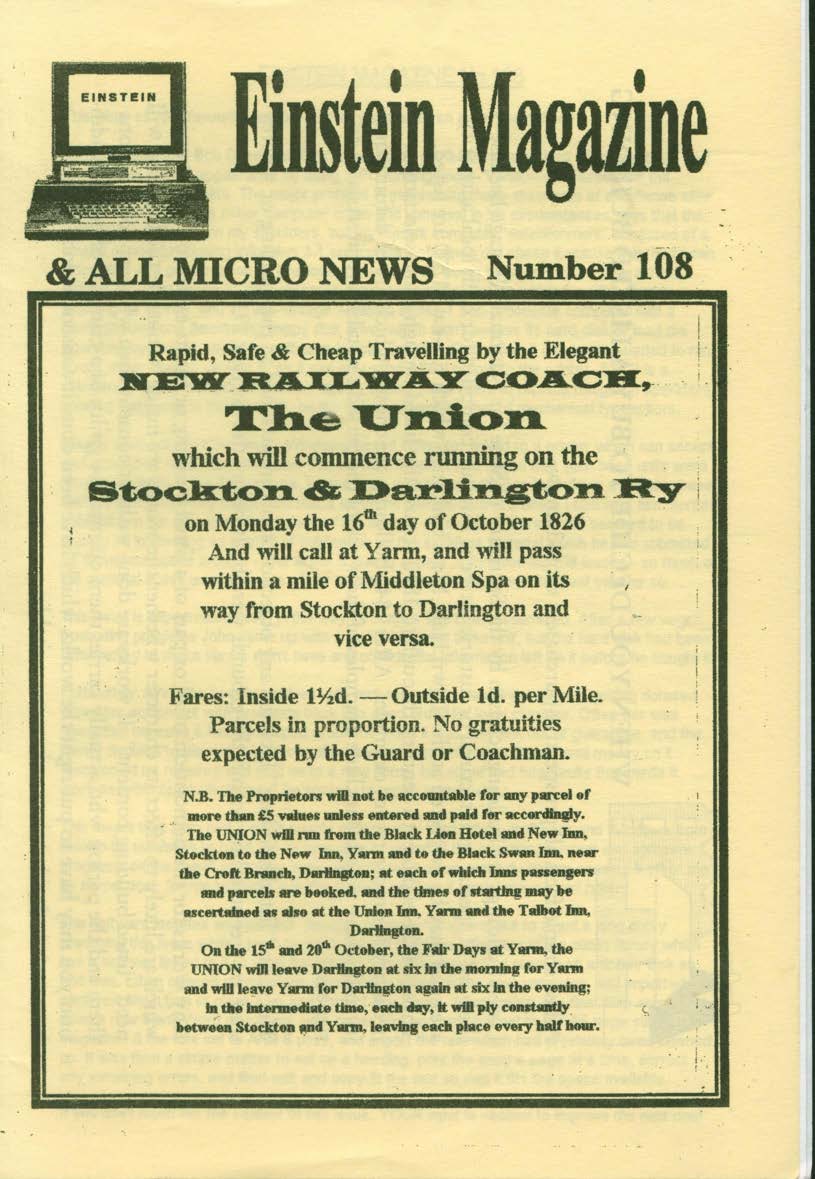 EINSTEIN
Einstein Magazine
& ALL MICRO NEWS Number 108
Rapid, Safe & Cheap Travelling by the Elegant
NEW RAILWAY COACH,
The Union
which will commence running on the
Stockton & Darlington Ry
on Monday the 16th day of October 1826
And will call at Yarm, and will pass
within a mile of Middleton Spa on its
way from Stockton to Darlington and
vice versa.
Fares: Inside 1½d. — Outside 1d. per Mile.
Parcels in proportion. No gratuities
expected by the Guard or Coachman.
N.B. The Proprietors will not be accountable for any parcel of
more than £5 values unless entered and paid for accordingly.
The UNION will run from the Black Lion Hotel and New Inn,
Stockton to the New Inn, Yarm and to the Black Swan Inn, near
the Croft Branch, Darlington; at each of which Inns passengers
and parcels are booked, and the times of starting may be
ascertained as also at the Union Inn, Yarm and the Talbot Inn,
Darlington.
On the 15th and 20th October, the Fair Days at Yarm, the
UNION will leave Darlington at six in the morning for Yarm
and will leave Yarm for Darlington again at six in the evening;
in the intermediate time, each day, it will ply constantly
between Stockton and Yarm, leaving each place every half hour.